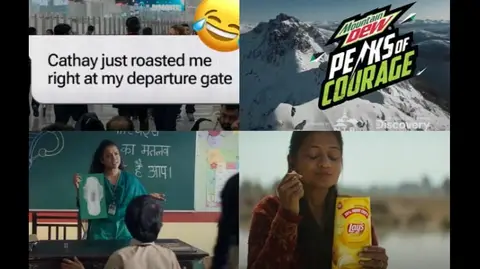 Cathay just roasted me
right at my departure gate
Mountain
DEW
PEAKS OF
COURAGE
Discovery
का मतलब
है आप।
Lay's